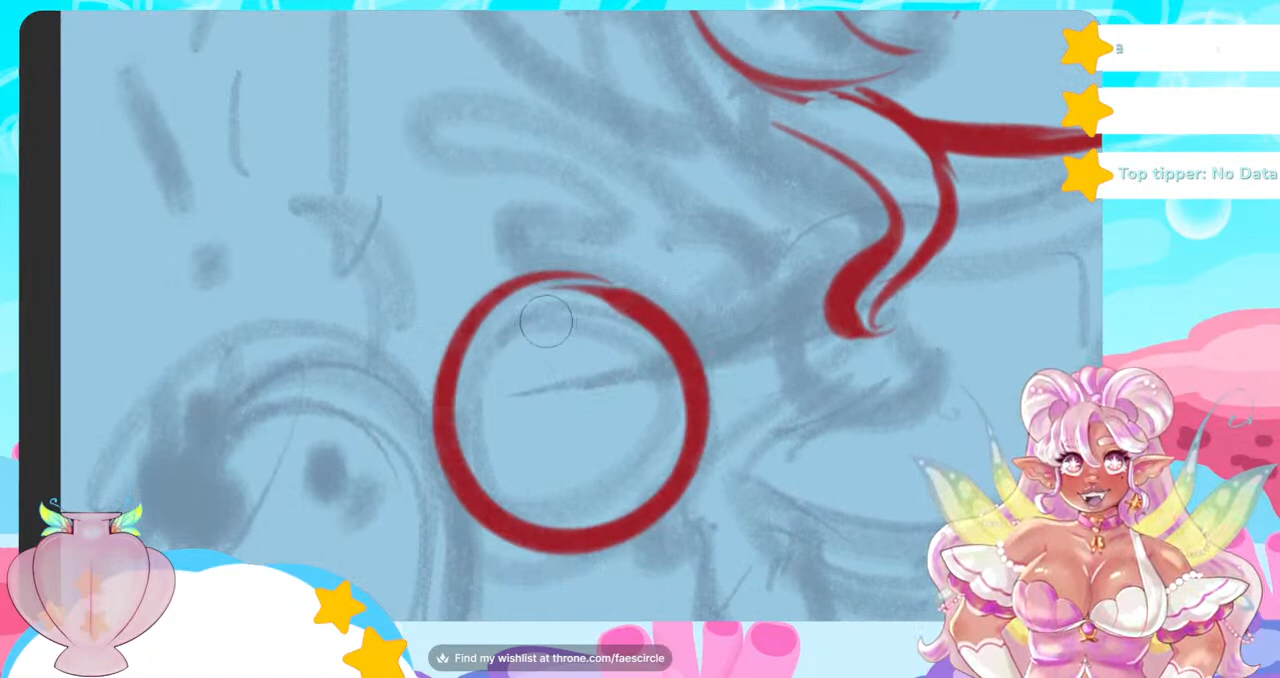 a
Top tipper: No Data
Find my wishlist at throne.com/faescircle